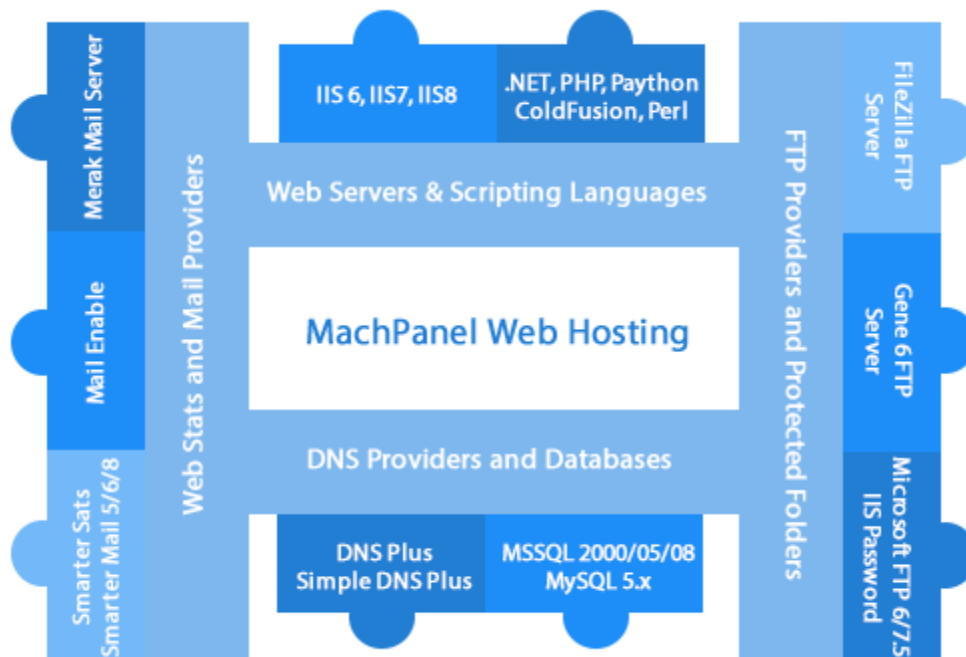 Merak Mail Server
Mail Enable
Smarter Sats
Smarter Mail 5/6/8
Web Stats and Mail Providers
IIS 6, IIS7, IIS8
.NET, PHP, Paython
ColdFusion, Perl
Web Servers & Scripting Languages
MachPanel Web Hosting
DNS Providers and Databases
DNS Plus
Simple DNS Plus
MSSQL 2000/05/08
MySQL 5.x
FTP Providers and Protected Folders
FileZilla FTP
Server
Gene 6 FTP
Server
Microsoft FTP 6/7.5
IIS Password